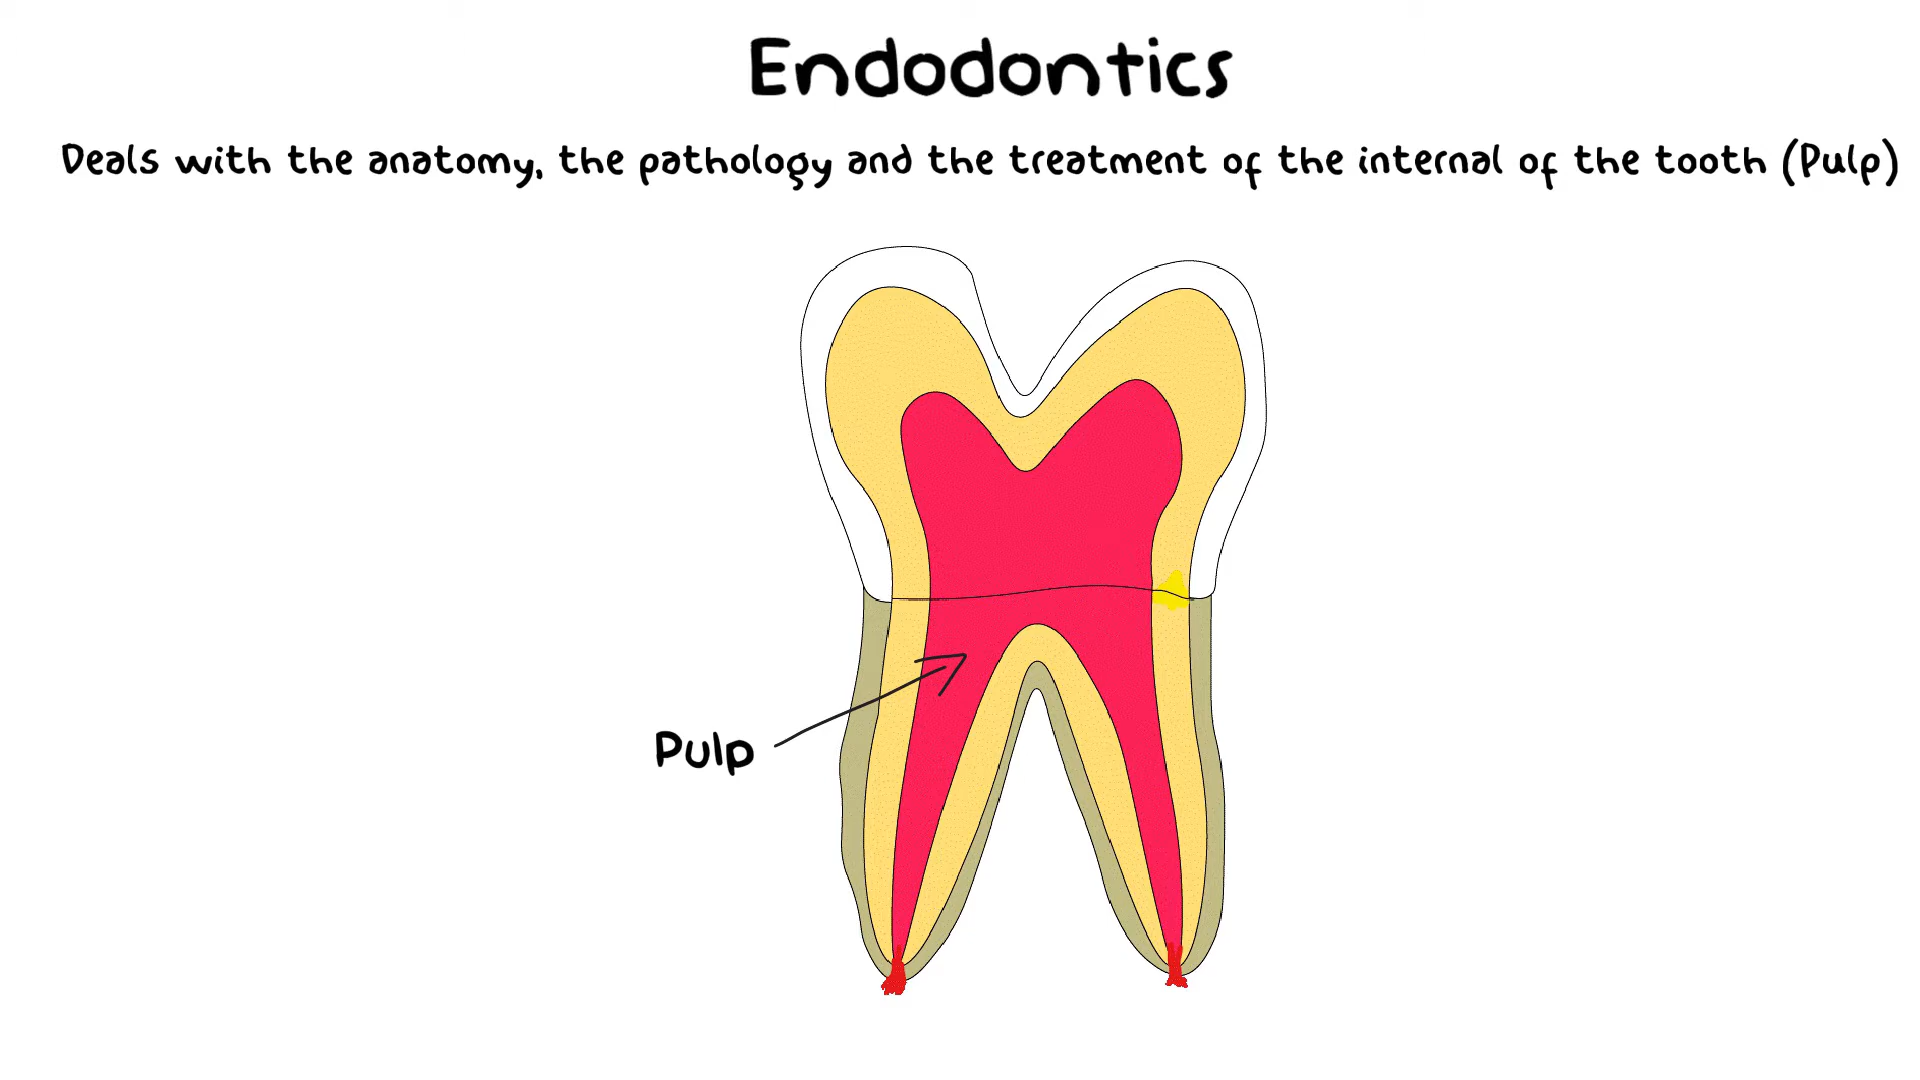 Endodontics
Deals with the anatomy, the pathology and the treatment of the internal of the tooth (Pulp)
Pulp